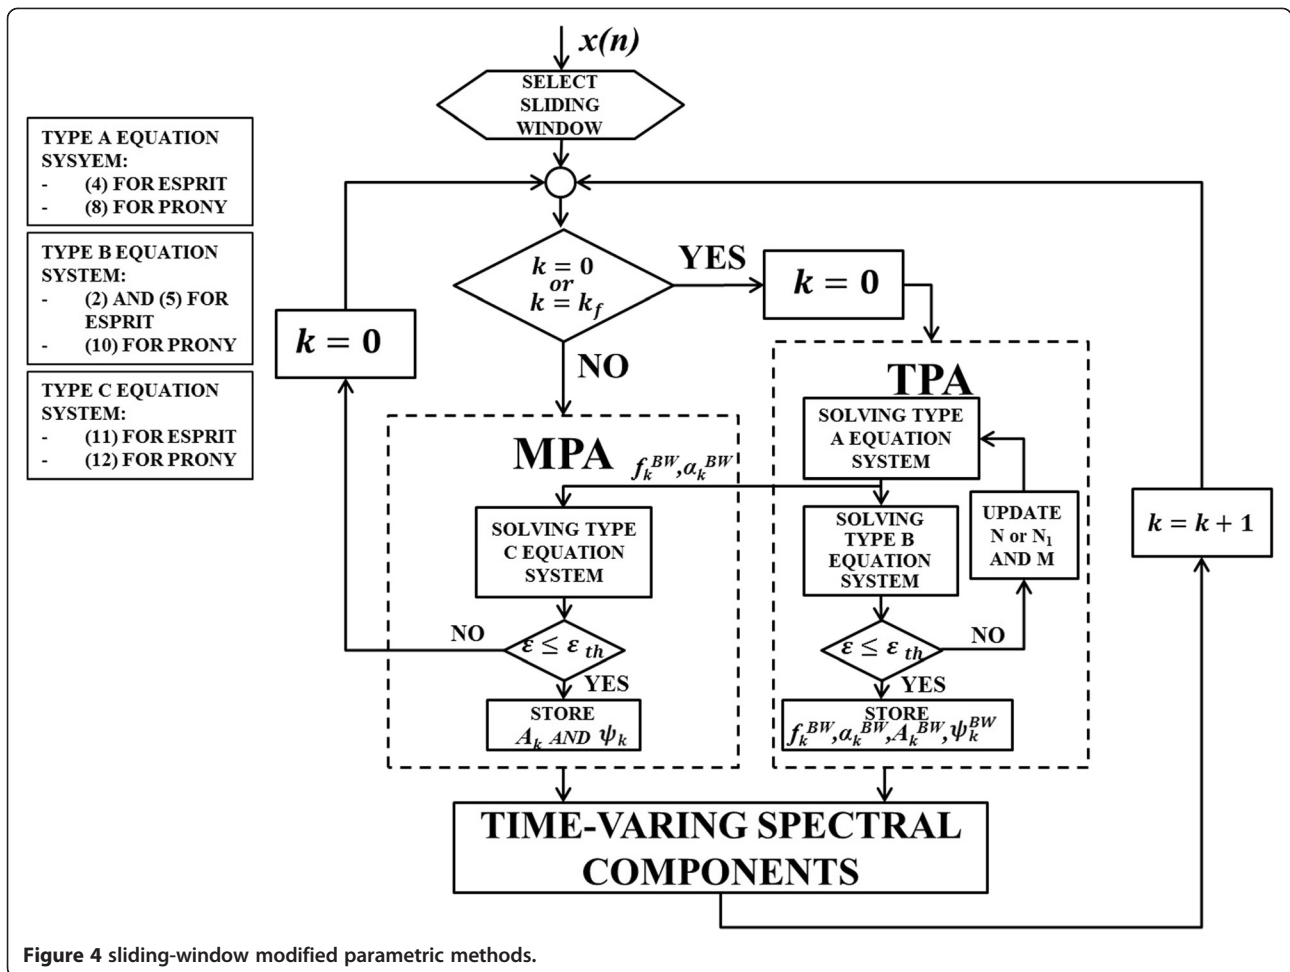 x(n)
SELECT
SLIDING
WINDOW
TYPE A EQUATION
SYSYEM:
- (4) FOR ESPRIT
- (8) FOR PRONY
TYPE B EQUATION
SYSTEM:
- (2) AND (5) FOR
ESPRIT
- (10) FOR PRONY
TYPE C EQUATION
SYSTEM:
- (11) FOR ESPRIT
- (12) FOR PRONY
k = 0
k = 0
or
k = k_f
YES
k = 0
NO
TPA
SOLVING TYPE
A EQUATION
SYSTEM
MPA
f_k^BW, α_k^BW
SOLVING TYPE
C EQUATION
SYSTEM
SOLVING
TYPE B
EQUATION
SYSTEM
UPDATE
N or N₁
AND M
k = k + 1
NO
ε ≤ ε_th
YES
ε ≤ ε_th
NO
YES
STORE
A_k AND ψ_k
STORE
f_k^BW, α_k^BW, A_k^BW, ψ_k^BW
TIME-VARING SPECTRAL
COMPONENTS
Figure 4 sliding-window modified parametric methods.